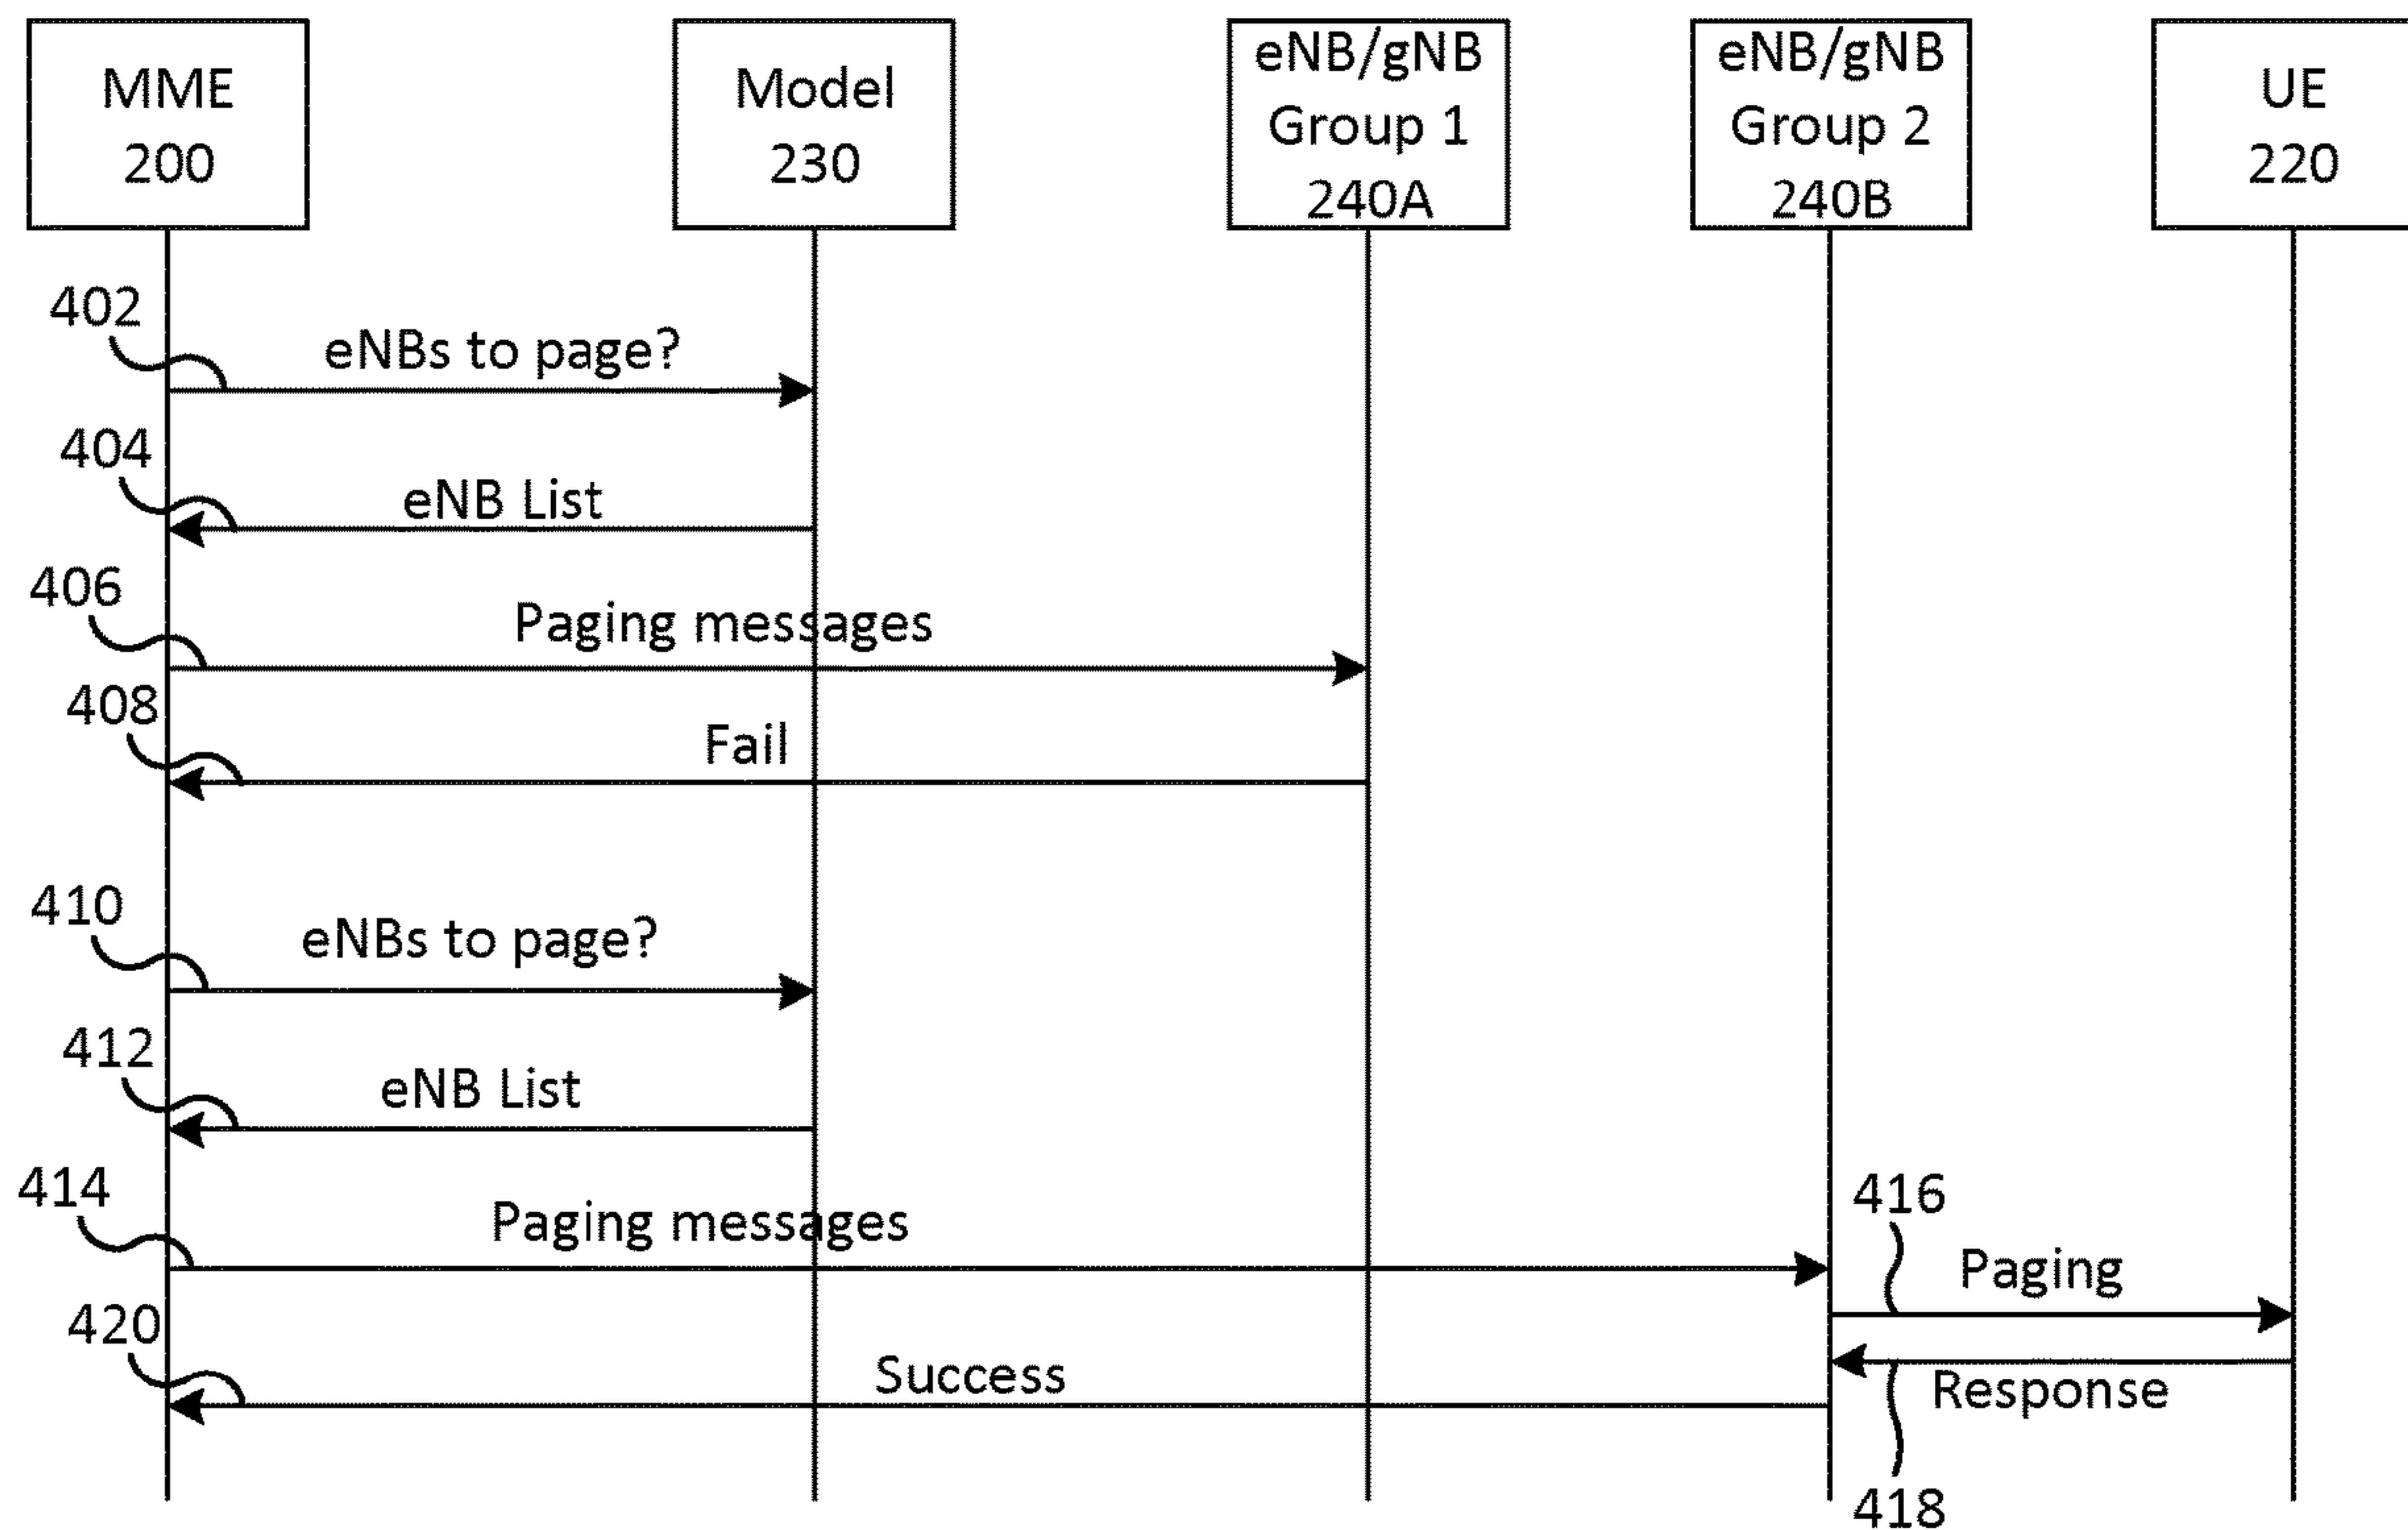 MME
200
Model
230
eNB/gNB
Group 1
240A
eNB/gNB
Group 2
240B
UE
220
402
eNBs to page?
404
eNB List
406
Paging messages
408
Fail
410
eNBs to page?
412
eNB List
414
Paging messages
416
Paging
420
Success
Response
418